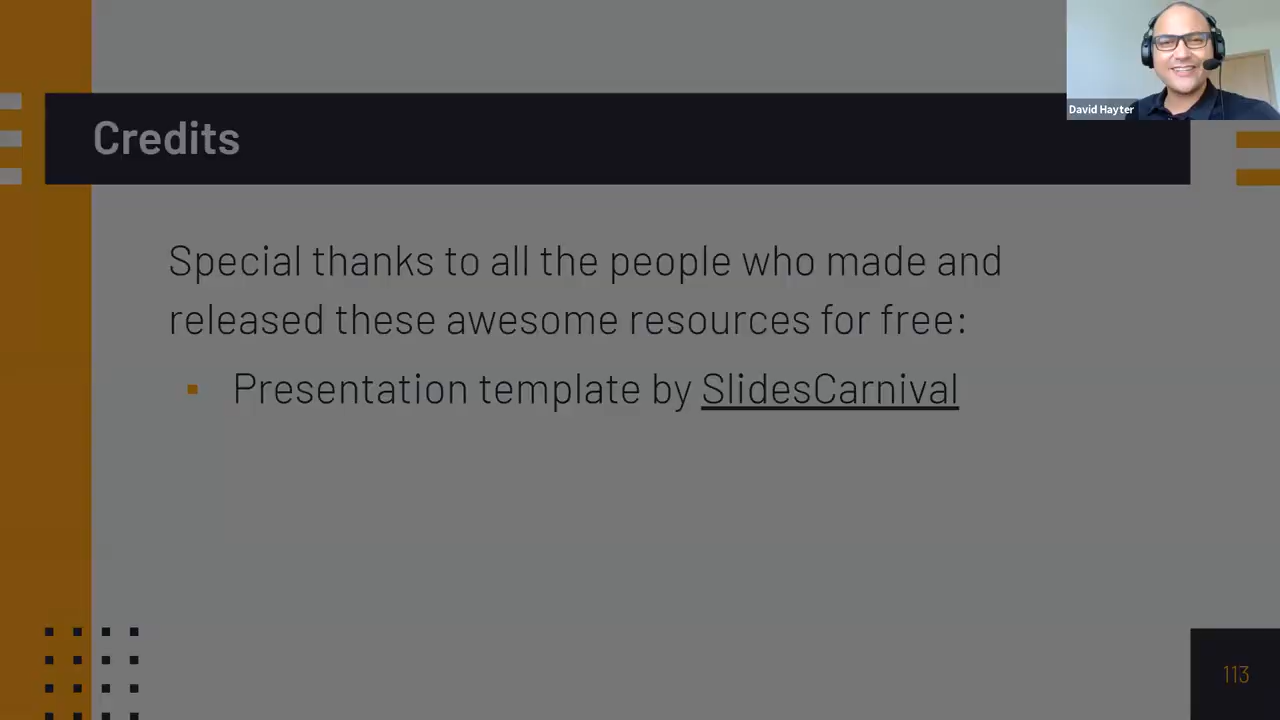 David Hayter
Credits
Special thanks to all the people who made and
released these awesome resources for free:
▪ Presentation template by SlidesCarnival
113